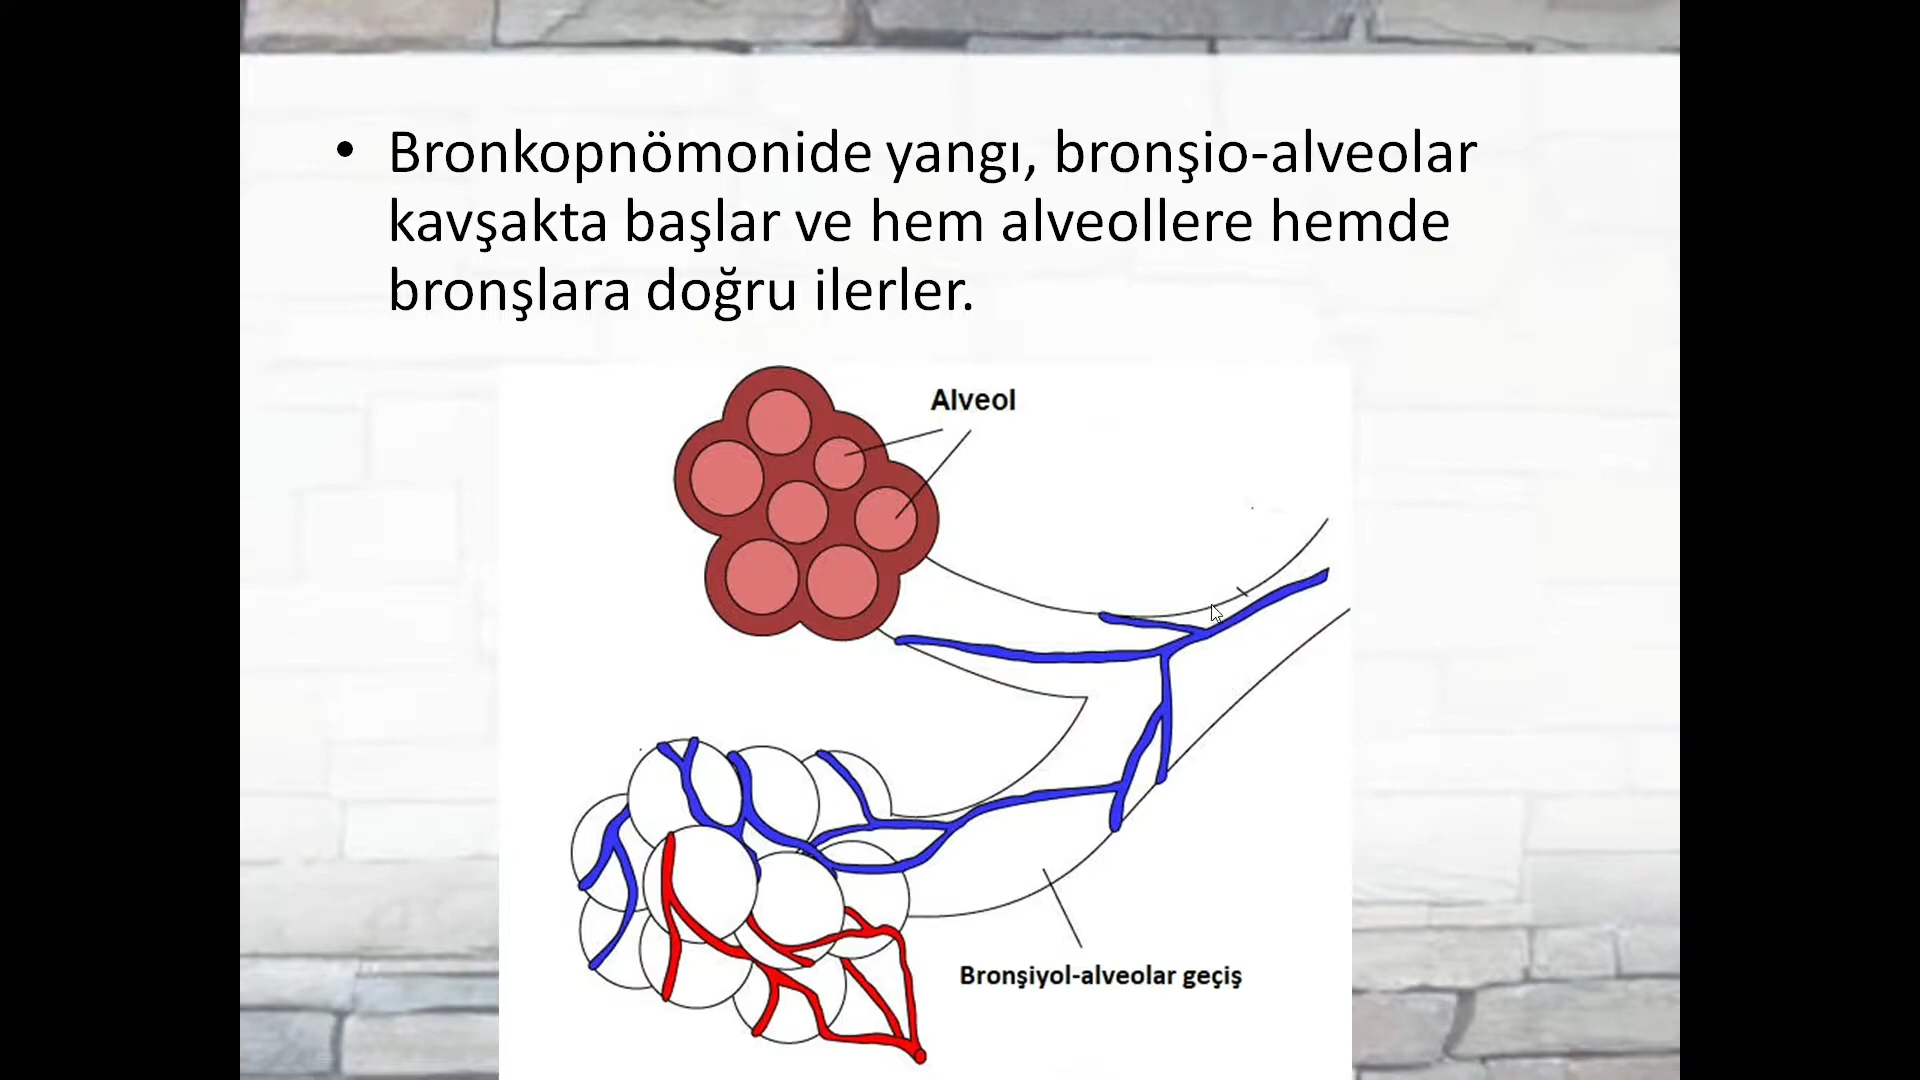 • Bronkopnömonide yangı, bronşio-alveolar
kavşakta başlar ve hem alveollere hemde
bronşlara doğru ilerler.
Alveol
Bronşiyol-alveolar geçiş